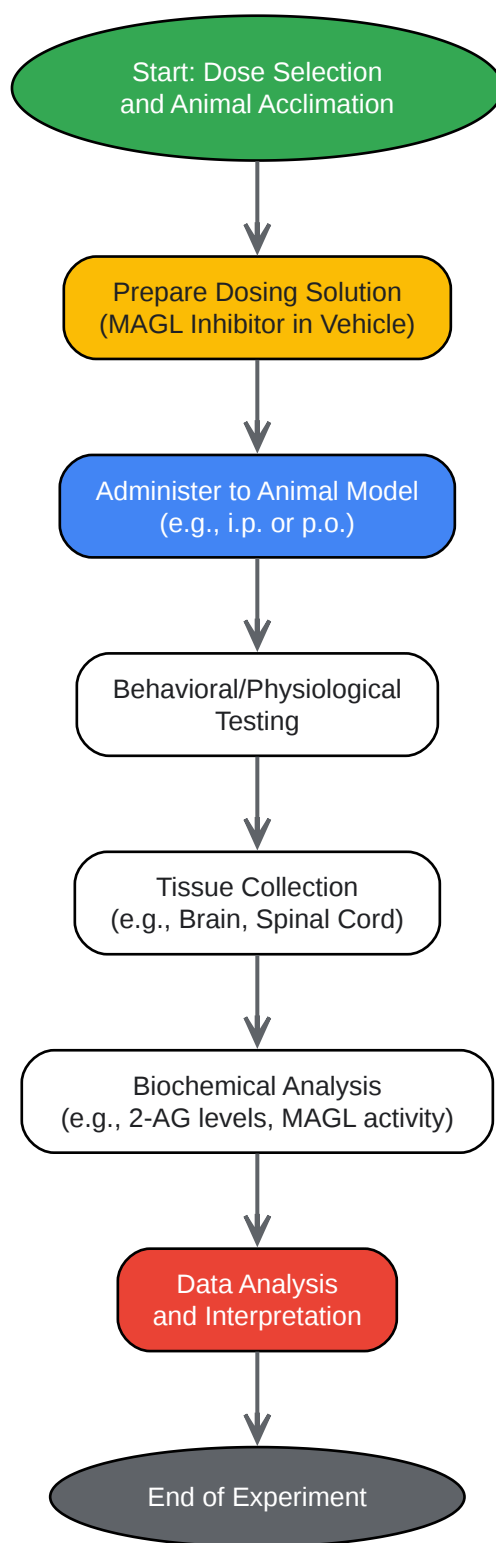 Start: Dose Selection
and Animal Acclimation
Prepare Dosing Solution
(MAGL Inhibitor in Vehicle)
Administer to Animal Model
(e.g., i.p. or p.o.)
Behavioral/Physiological
Testing
Tissue Collection
(e.g., Brain, Spinal Cord)
Biochemical Analysis
(e.g., 2-AG levels, MAGL activity)
Data Analysis
and Interpretation
End of Experiment